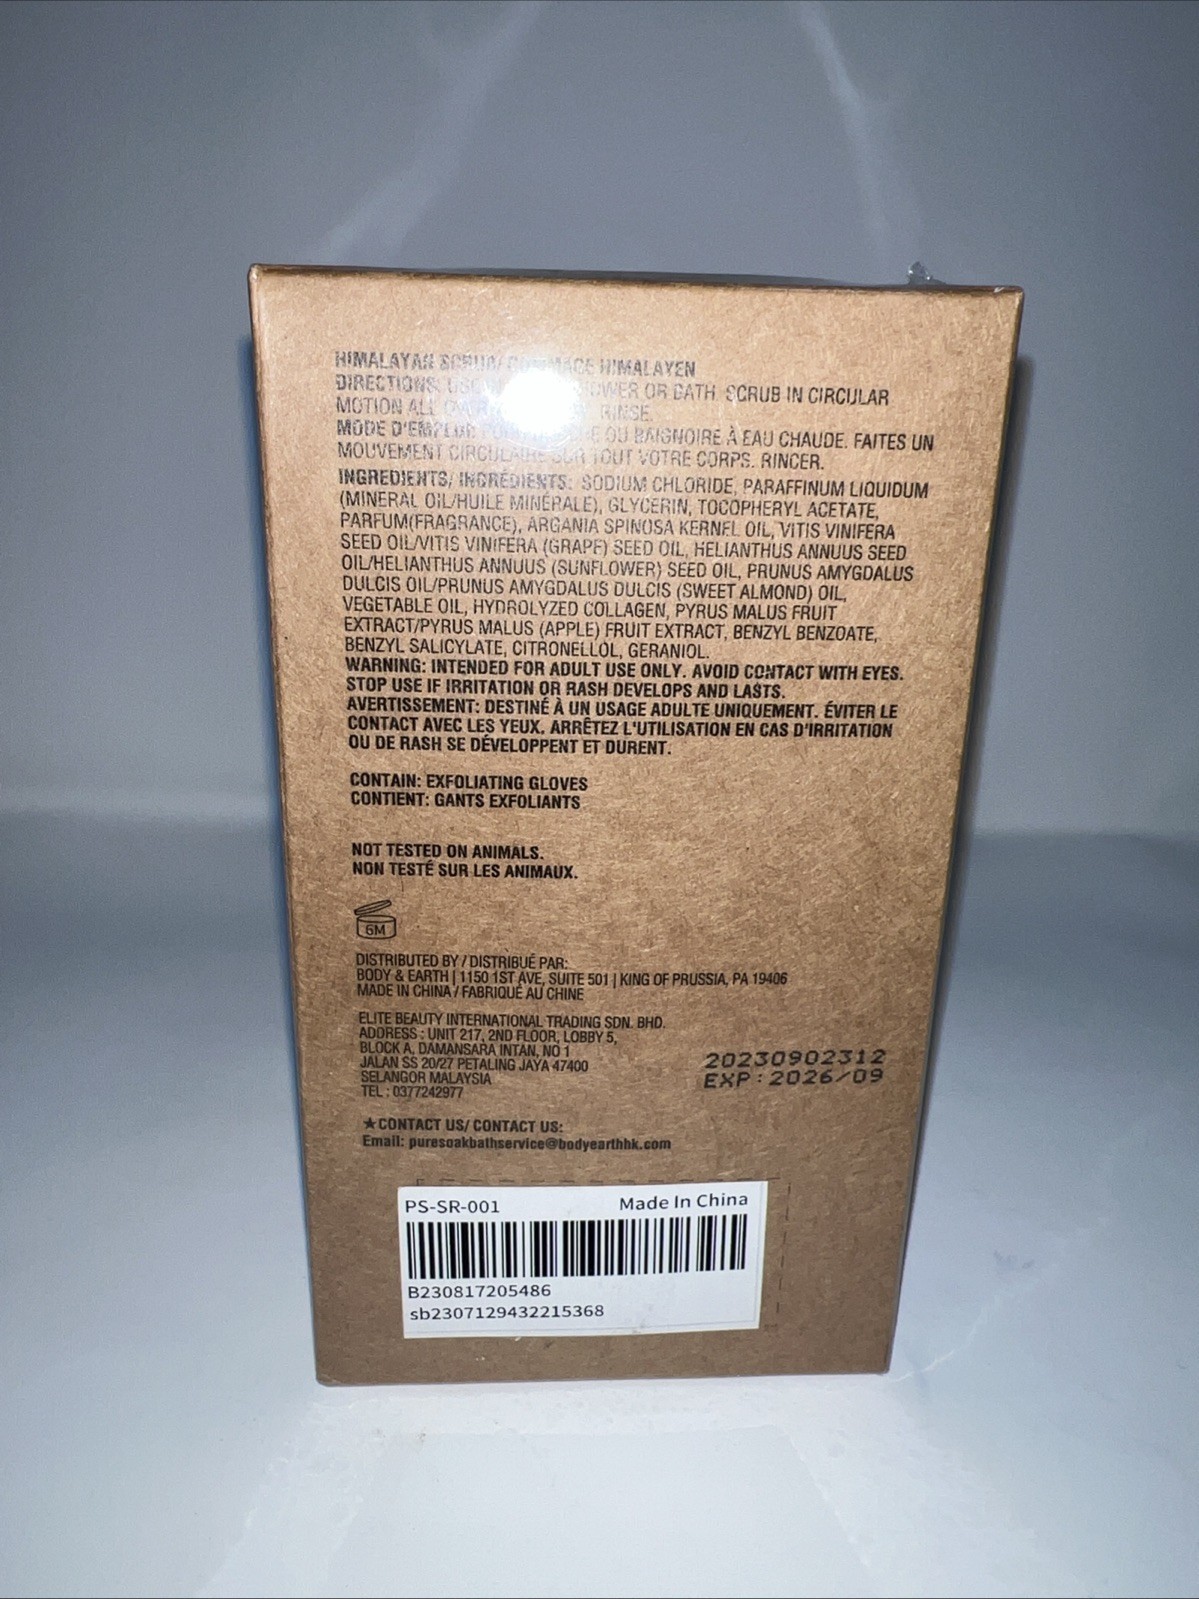 HIMALAYAN SCRUB/ GOMMAGE HIMALAYEN
DIRECTIONS: USE OR BATH. SCRUB IN CIRCULAR
MOTION ALL RINSE.
MODE D'EMPLOI: OU BAIGNOIRE À EAU CHAUDE. FAITES UN
MOUVEMENT CIRCULAIRE SUR TOUT VOTRE CORPS. RINCER.
INGREDIENTS/ INGRÉDIENTS: SODIUM CHLORIDE, PARAFFINUM LIQUIDUM
(MINERAL OIL/HUILE MINÉRALE), GLYCERIN, TOCOPHERYL ACETATE,
PARFUM(FRAGRANCE), ARGANIA SPINOSA KERNEL OIL, VITIS VINIFERA
SEED OIL/VITIS VINIFERA (GRAPE) SEED OIL, HELIANTHUS ANNUUS SEED
OIL/HELIANTHUS ANNUUS (SUNFLOWER) SEED OIL, PRUNUS AMYGDALUS
DULCIS OIL/PRUNUS AMYGDALUS DULCIS (SWEET ALMOND) OIL,
VEGETABLE OIL, HYDROLYZED COLLAGEN, PYRUS MALUS FRUIT
EXTRACT/PYRUS MALUS (APPLE) FRUIT EXTRACT, BENZYL BENZOATE,
BENZYL SALICYLATE, CITRONELLOL, GERANIOL.
WARNING: INTENDED FOR ADULT USE ONLY. AVOID CONTACT WITH EYES.
STOP USE IF IRRITATION OR RASH DEVELOPS AND LASTS.
AVERTISSEMENT: DESTINÉ À UN USAGE ADULTE UNIQUEMENT. ÉVITER LE
CONTACT AVEC LES YEUX. ARRÊTEZ L'UTILISATION EN CAS D'IRRITATION
OU DE RASH SE DÉVELOPPENT ET DURENT.
CONTAIN: EXFOLIATING GLOVES
CONTIENT: GANTS EXFOLIANTS
NOT TESTED ON ANIMALS.
NON TESTÉ SUR LES ANIMAUX.
6M
DISTRIBUTED BY / DISTRIBUÉ PAR:
BODY & EARTH | 1150 1ST AVE, SUITE 501 | KING OF PRUSSIA, PA 19406
MADE IN CHINA / FABRIQUÉ AU CHINE
ELITE BEAUTY INTERNATIONAL TRADING SDN. BHD.
ADDRESS : UNIT 217, 2ND FLOOR, LOBBY 5,
BLOCK A, DAMANSARA INTAN, NO 1
JALAN SS 20/27 PETALING JAYA 47400
SELANGOR MALAYSIA
TEL : 0377242977
20230902312
EXP:2026/09
★CONTACT US/ CONTACT US:
Email: puresoakbathservice@bodyearthhk.com
PS-SR-001 Made In China
B230817205486
sb2307129432215368